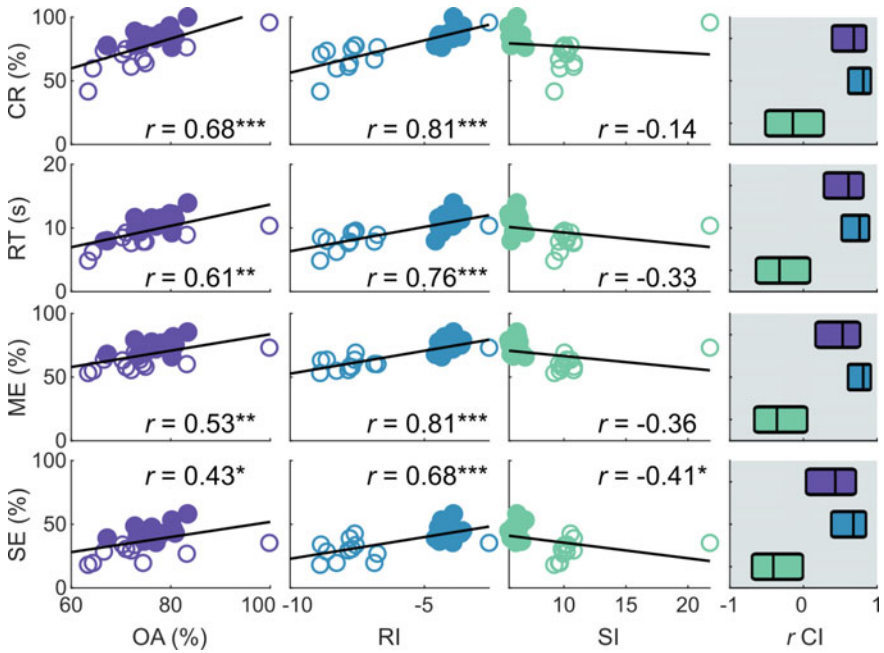 CR (%)
100
50
0
r = 0.68***
r = 0.81***
r = -0.14
RT (s)
20
10
0
r = 0.61**
r = 0.76***
r = -0.33
ME (%)
100
50
0
r = 0.53**
r = 0.81***
r = -0.36
SE (%)
100
50
0
r = 0.43*
r = 0.68***
r = -0.41*
60 80 100 -10 -5 10 15 20 -1 0 1
OA (%) RI SI r CI